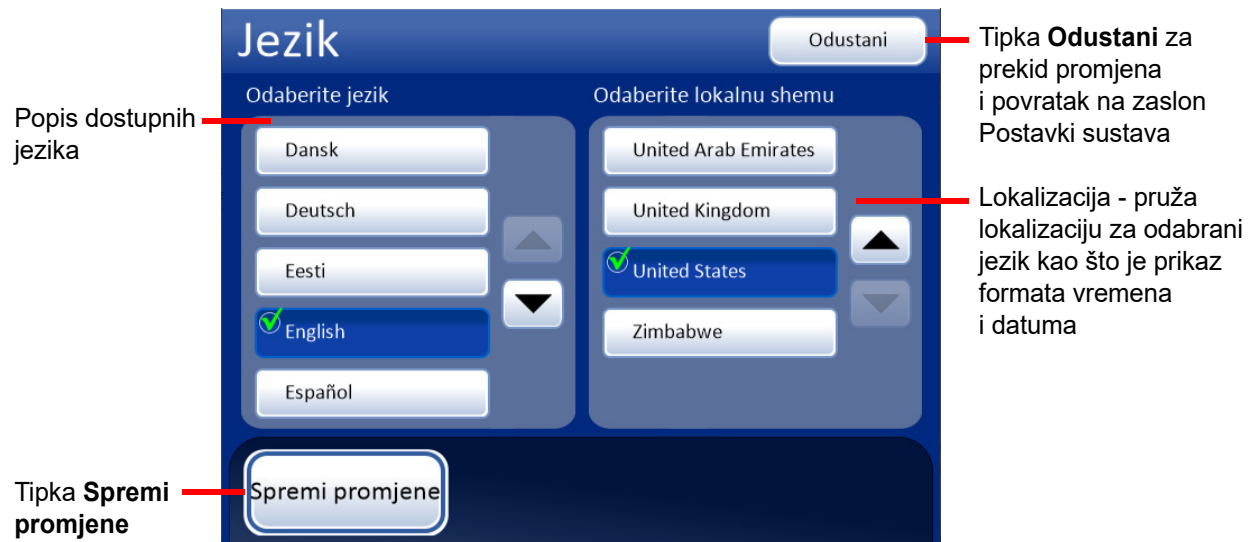 Jezik
Odustani
Odaberite jezik
Dansk
Deutsch
Eesti
English
Español
Odaberite lokalnu shemu
United Arab Emirates
United Kingdom
United States
Zimbabwe
Spremi promjene
Popis dostupnih
jezika
Tipka Spremi
promjene
Tipka Odustani za
prekid promjena
i povratak na zaslon
Postavki sustava
Lokalizacija - pruža
lokalizaciju za odabrani
jezik kao što je prikaz
formata vremena
i datuma